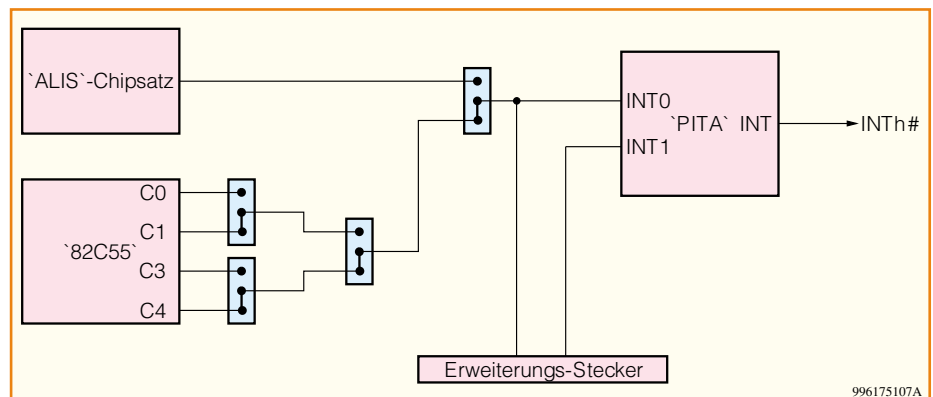 `ALIS`-Chipsatz
INT0
`PITA` INT
INTh#
INT1
C0
C1
`82C55`
C3
C4
Erweiterungs-Stecker
996175107A